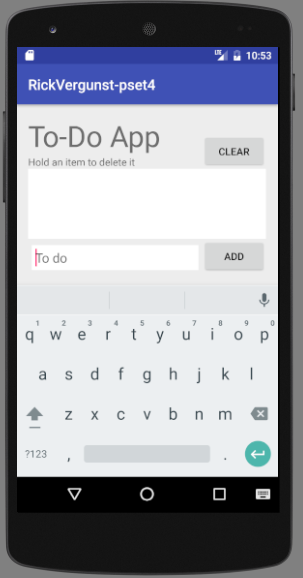 10:53
RickVergunst-pset4
To-Do App
Hold an item to delete it
CLEAR
To do
ADD
1 2 3 4 5 6 7 8 9 0
q w e r t y u i o p
a s d f g h j k l
z x c v b n m
?123 , .